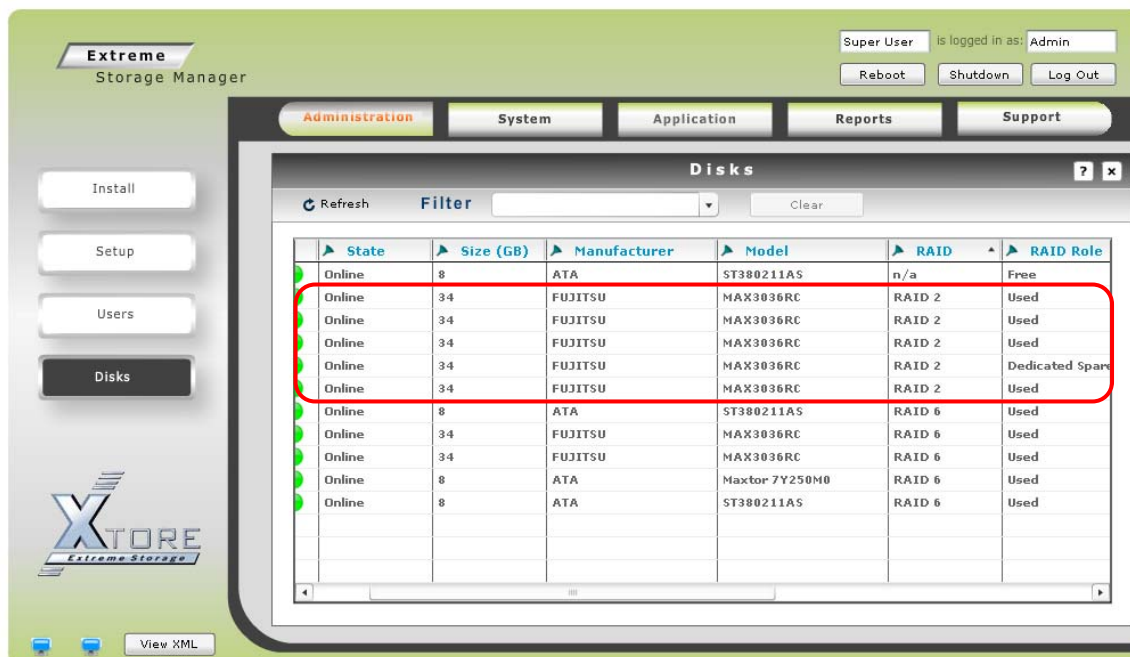 Extreme
Storage Manager
Super User is logged in as: Admin
Reboot Shutdown Log Out
Administration System Application Reports Support
Disks ? x
Install
Setup
Users
Disks
Refresh Filter Clear
State Size (GB) Manufacturer Model RAID RAID Role
Online 8 ATA ST380211AS n/a Free
Online 34 FUJITSU MAX3036RC RAID 2 Used
Online 34 FUJITSU MAX3036RC RAID 2 Used
Online 34 FUJITSU MAX3036RC RAID 2 Used
Online 34 FUJITSU MAX3036RC RAID 2 Dedicated Spare
Online 34 FUJITSU MAX3036RC RAID 2 Used
Online 8 ATA ST380211AS RAID 6 Used
Online 34 FUJITSU MAX3036RC RAID 6 Used
Online 34 FUJITSU MAX3036RC RAID 6 Used
Online 8 ATA Maxtor 7Y250M0 RAID 6 Used
Online 8 ATA ST380211AS RAID 6 Used
XTORE
Extreme Storage
View XML